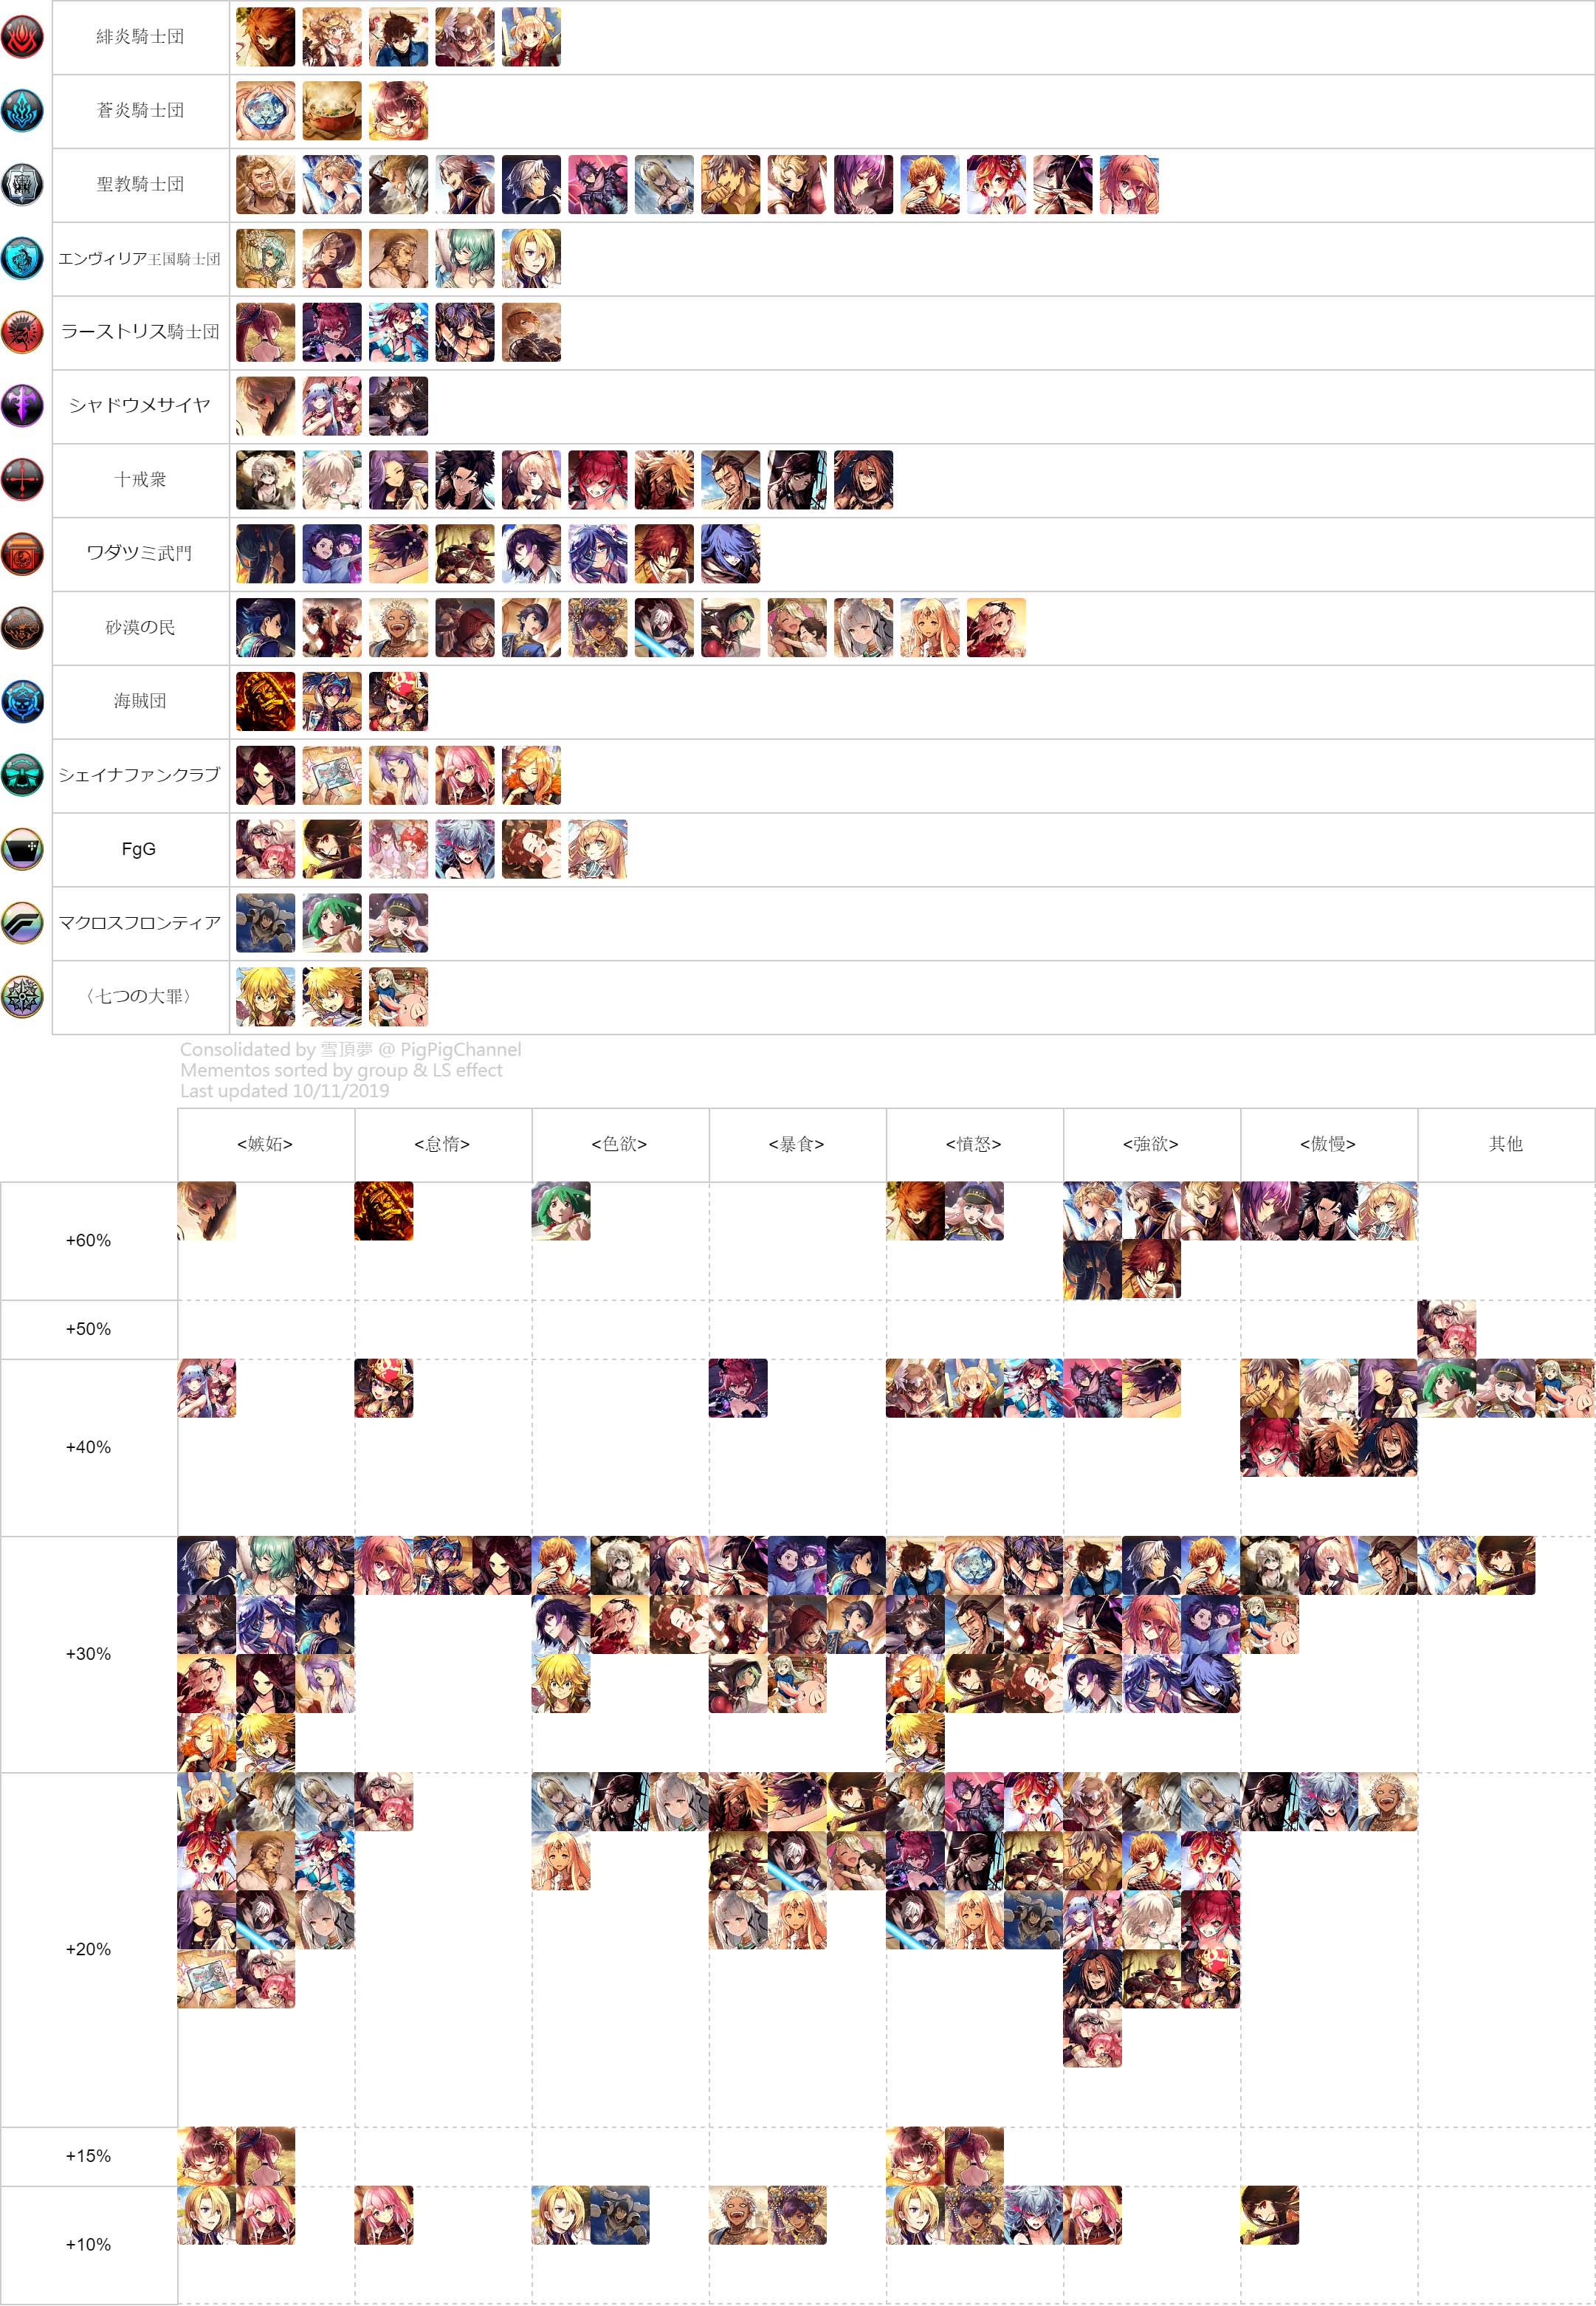 緋炎騎士団
蒼炎騎士団
聖教騎士団
エンヴィリア王国騎士団
ラーストリス騎士団
シャドウメサイヤ
十戒衆
ワダツミ武門
砂漠の民
海賊団
シェイナファンクラブ
FgG
マクロスフロンティア
〈七つの大罪〉
Consolidated by 雪頂夢 @ PigPigChannel
Mementos sorted by group & LS effect
Last updated 10/11/2019
<嫉妬> <怠惰> <色欲> <暴食> <憤怒> <強欲> <傲慢> 其他
+60%
+50%
+40%
+30%
+20%
+15%
+10%